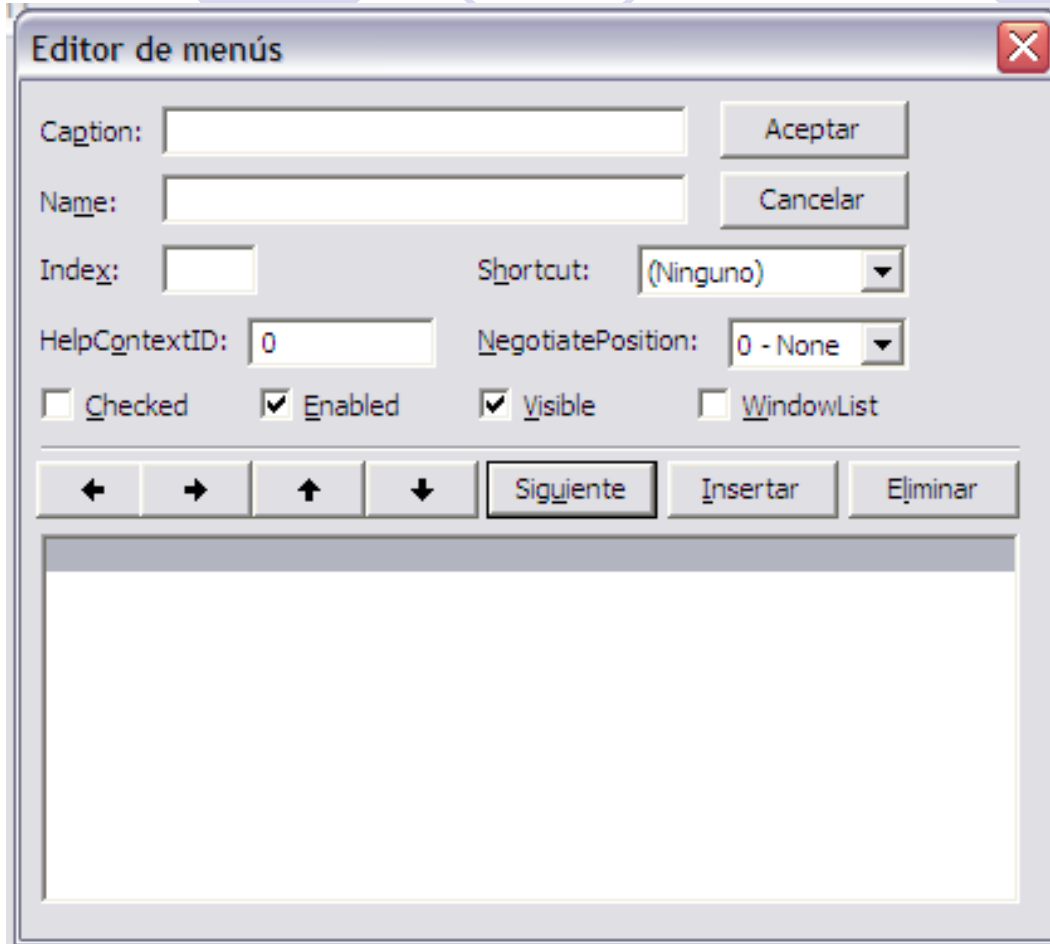 Editor de menús
Caption: Aceptar
Name: Cancelar
Index: Shortcut: (Ninguno)
HelpContextID: 0 NegotiatePosition: 0 - None
Checked Enabled Visible WindowList
Siguiente Insertar Eliminar